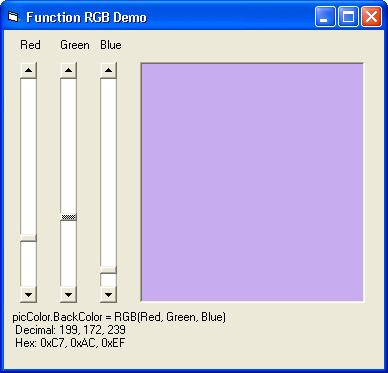 Function RGB Demo
Red Green Blue
picColor.BackColor = RGB(Red, Green, Blue)
Decimal: 199, 172, 239
Hex: 0xC7, 0xAC, 0xEF